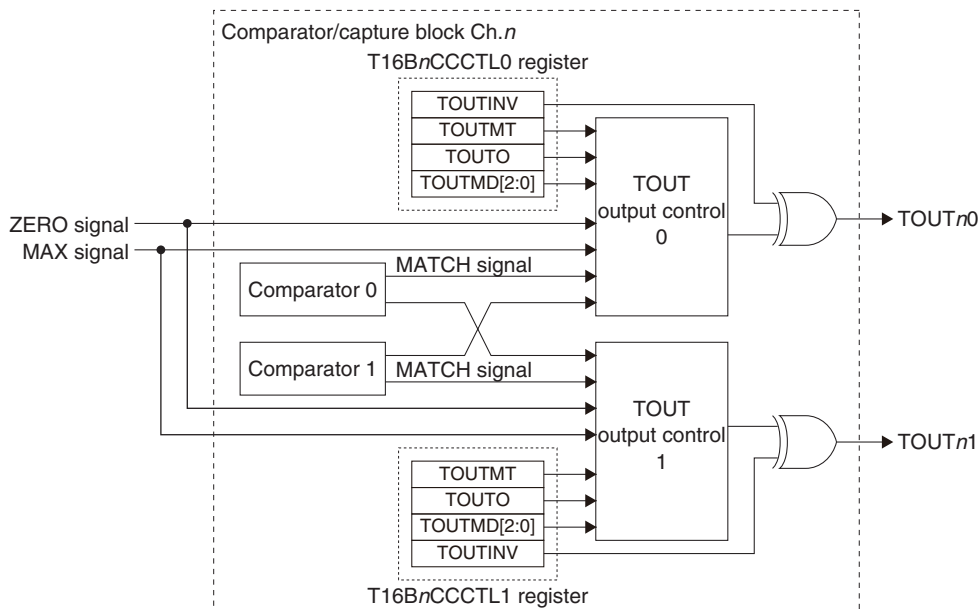 Comparator/capture block Ch.n
T16BnCCCTL0 register
TOUTINV
TOUTMT
TOUTO
TOUTMD[2:0]
TOUT
output control
0
TOUTn0
ZERO signal
MAX signal
MATCH signal
Comparator 0
Comparator 1
MATCH signal
TOUT
output control
1
TOUTn1
TOUTMT
TOUTO
TOUTMD[2:0]
TOUTINV
T16BnCCCTL1 register